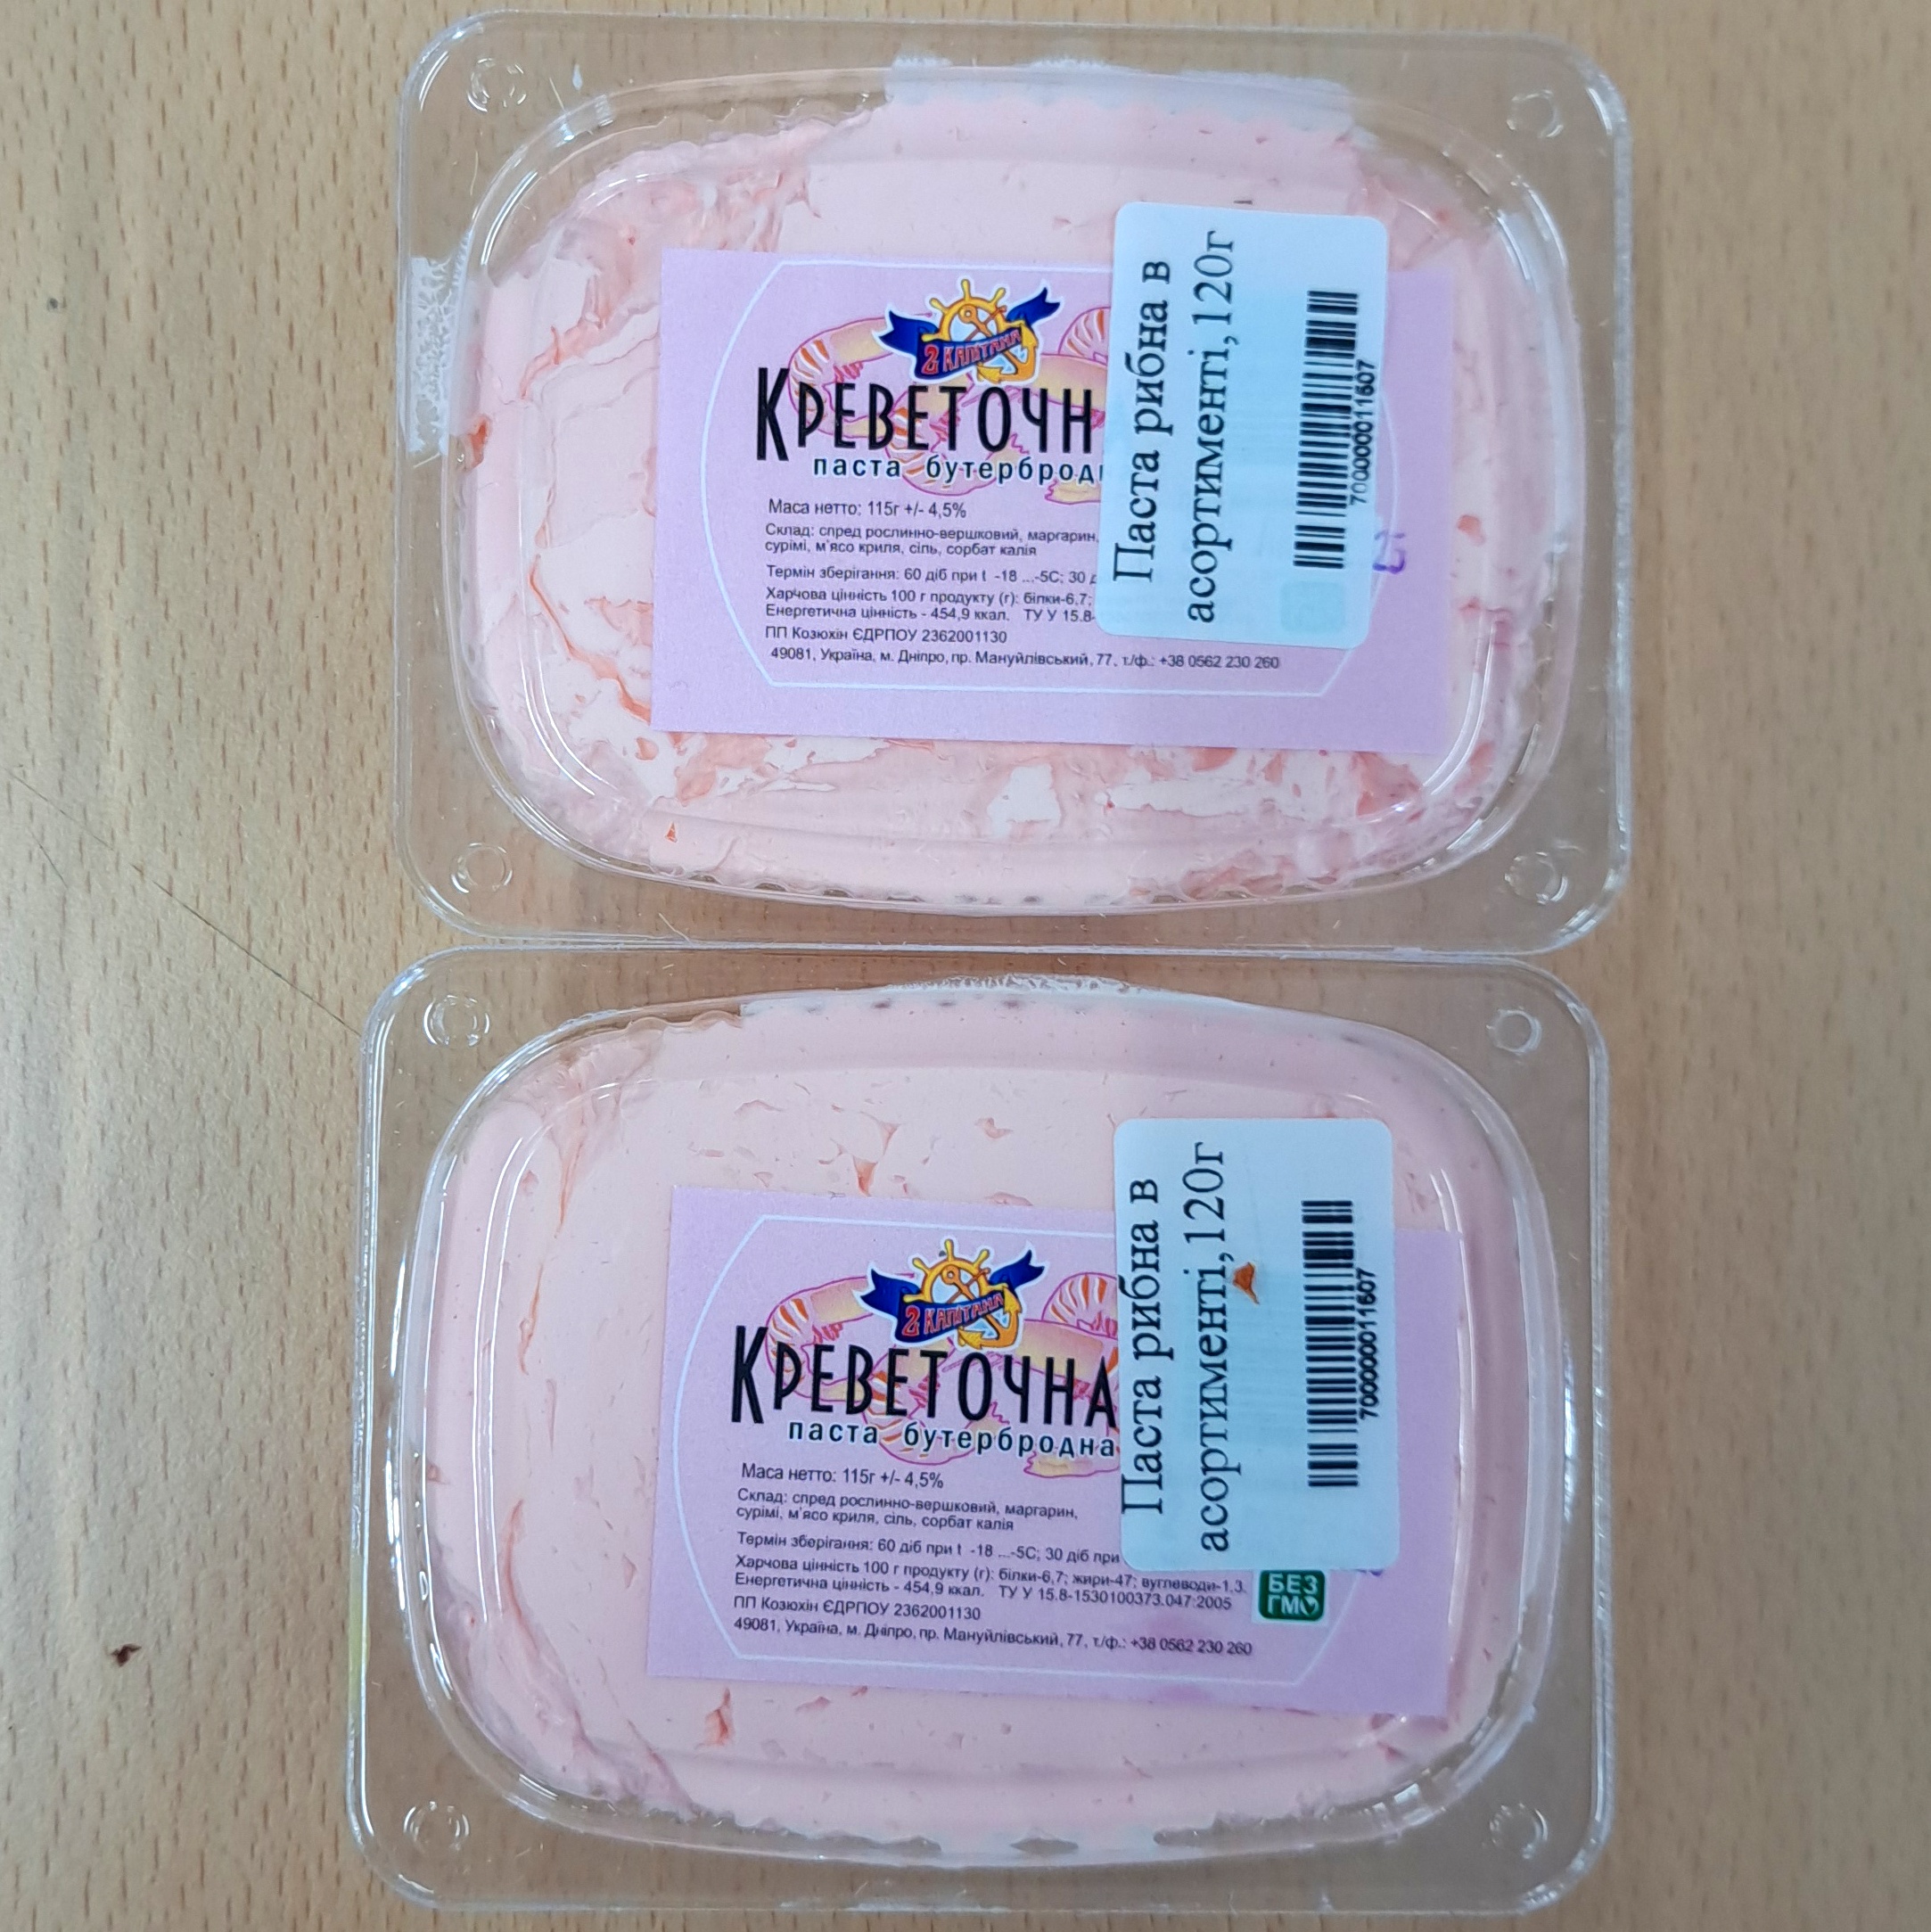 2 КАПІТАНА
КРЕВЕТОЧН
паста бутерброд
Маса нетто: 115г +/- 4,5%
Склад: спред рослинно-вершковий, маргарин,
сурімі, м'ясо криля, сіль, сорбат калія
Термін зберігання: 60 діб при t -18 ...-5С; 30
Харчова цінність 100 г продукту (г): білки-6,7;
Енергетична цінність - 454,9 ккал. ТУ У 15.8-
ПП Козюхін ЄДРПОУ 2362001130
49081, Україна, м. Дніпро, пр. Мануйлівський, 77, т./ф.: +38 0562 230 260
Паста рибна в
асортименті, 120г
7000000011607
2 КАПІТАНА
КРЕВЕТОЧНА
паста бутербродна
Маса нетто: 115г +/- 4,5%
Склад: спред рослинно-вершковий, маргарин,
сурімі, м'ясо криля, сіль, сорбат калія
Термін зберігання: 60 діб при t -18 ...-5С; 30 діб при
Харчова цінність 100 г продукту (г): білки-6,7; жири-47; вуглеводи-1,3.
Енергетична цінність - 454,9 ккал. ТУ У 15.8-1530100373.047:2005
ПП Козюхін ЄДРПОУ 2362001130
49081, Україна, м. Дніпро, пр. Мануйлівський, 77, т./ф.: +38 0562 230 260
БЕЗ
ГМО
Паста рибна в
асортименті, 120г
7000000011607